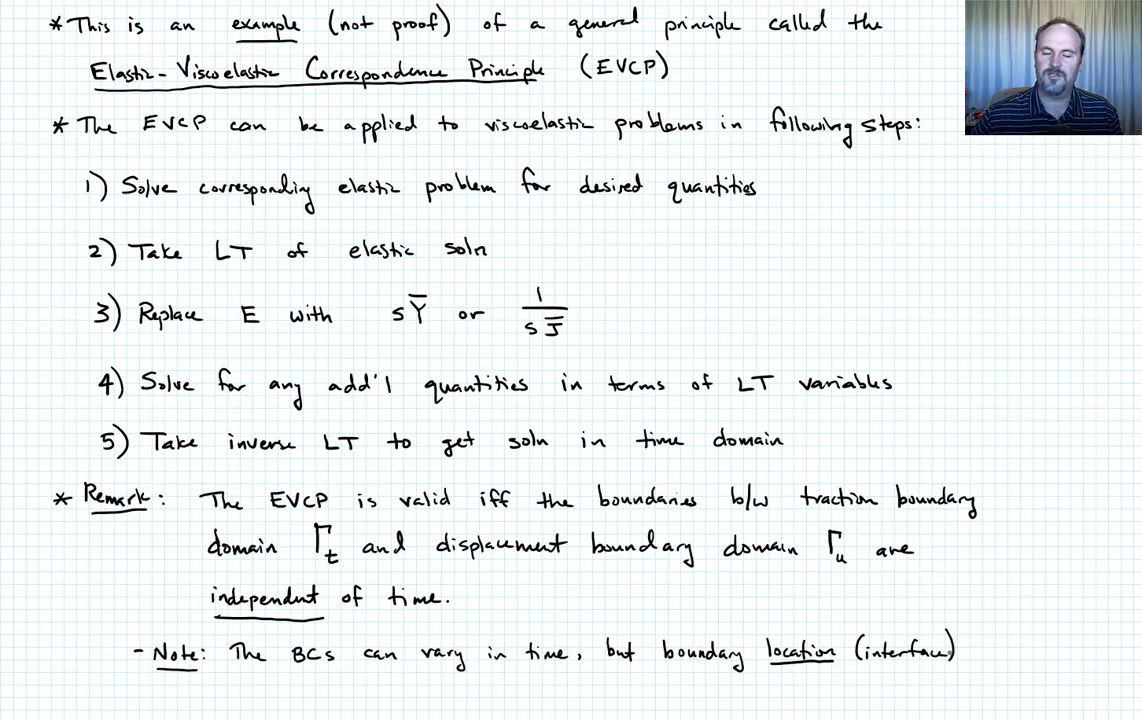 * This is an example (not proof) of a general principle called the
Elastic-Viscoelastic Correspondence Principle (EVCP)
* The EVCP can be applied to viscoelastic problems in following steps:
1) Solve corresponding elastic problem for desired quantities
2) Take LT of elastic soln
3) Replace E with sȲ or 1/(sJ̄)
4) Solve for any add'l quantities in terms of LT variables
5) Take inverse LT to get soln in time domain
* Remark: The EVCP is valid iff the boundaries b/w traction boundary
domain Γt and displacement boundary domain Γu are
independent of time.
- Note: The BCs can vary in time, but boundary location (interface)